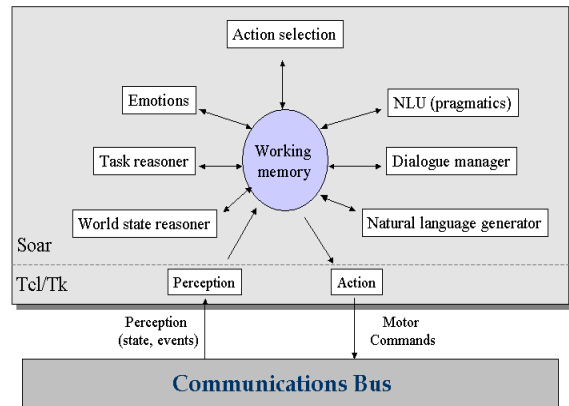 Action selection
Emotions
NLU (pragmatics)
Working
memory
Task reasoner
Dialogue manager
World state reasoner
Natural language generator
Soar
Tcl/Tk
Perception
Action
Perception
(state, events)
Motor
Commands
Communications Bus